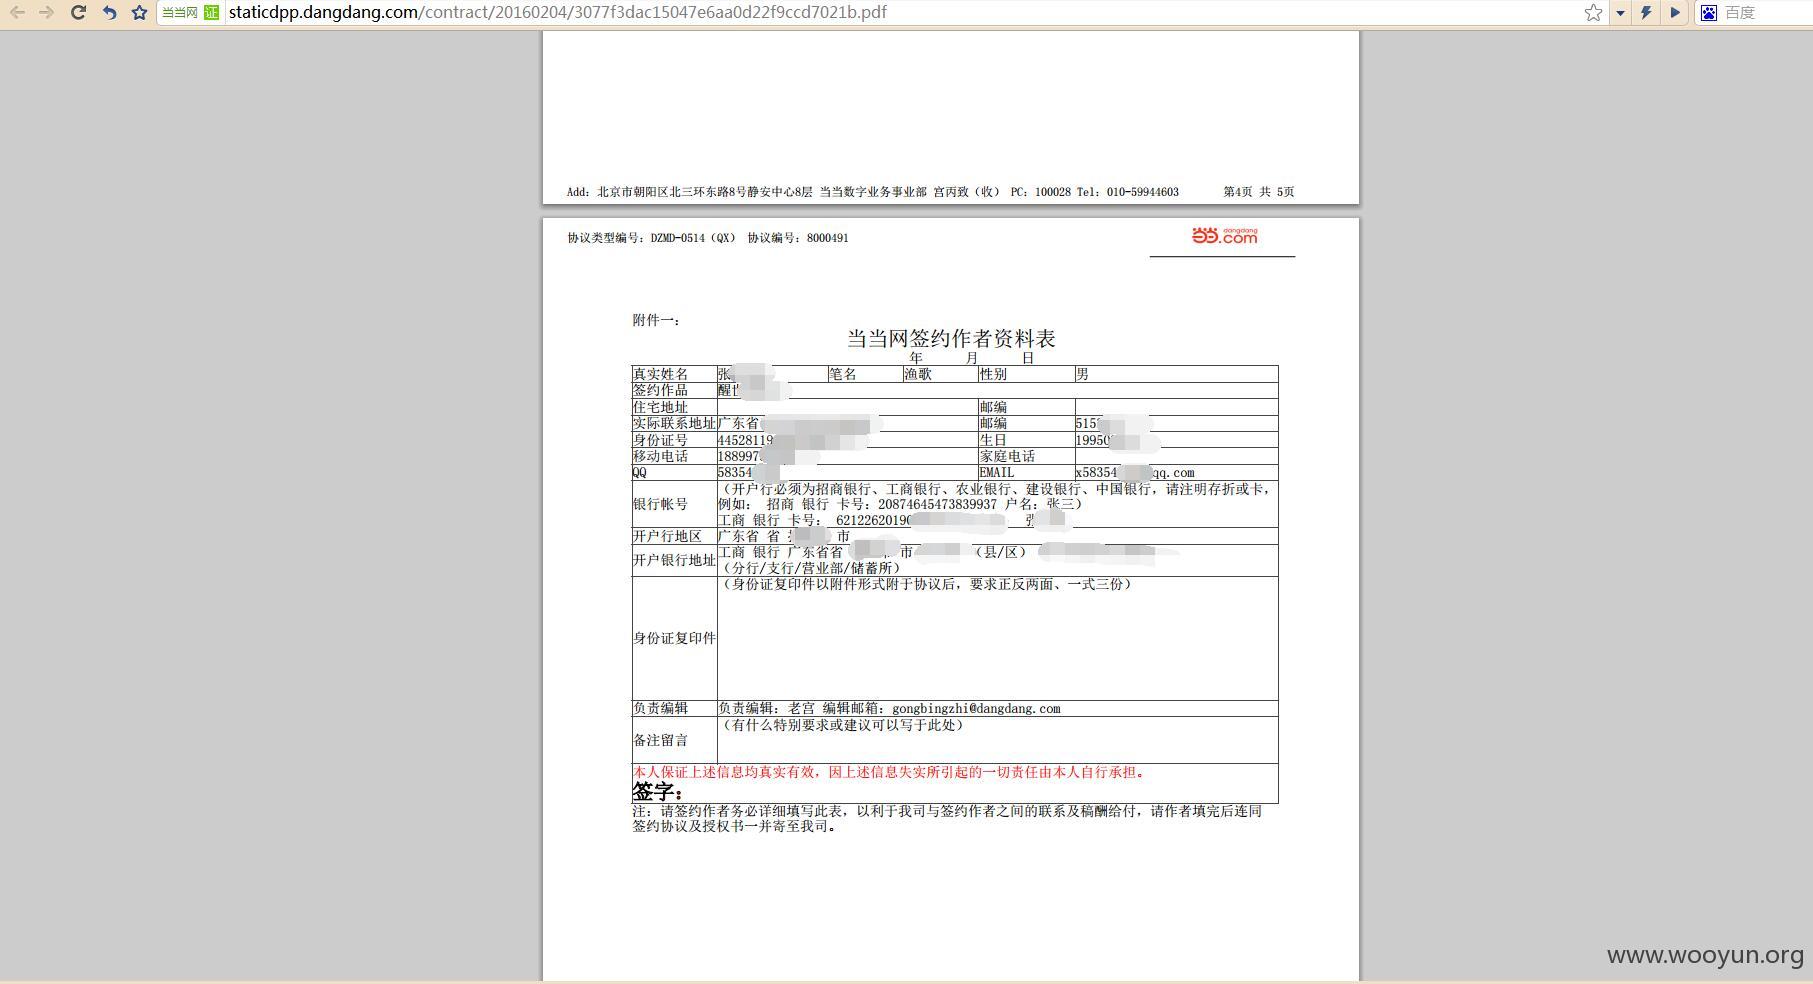 当当网 证 staticdpp.dangdang.com/contract/20160204/3077f3dac15047e6aa0d22f9ccd7021b.pdf 百度
Add: 北京市朝阳区北三环东路8号静安中心8层 当当数字业务事业部 宫丙致（收） PC: 100028 Tel: 010-59944603 第4页 共 5页
协议类型编号: DZMD-0514（QX） 协议编号: 8000491
dangdang
当当.com
附件一:
当当网签约作者资料表
年 月 日
真实姓名 张 笔名 渔歌 性别 男
签约作品 醒
住宅地址 邮编
实际联系地址 广东省 邮编 515
身份证号 44528119 生日 1995
移动电话 18899 家庭电话
QQ 58354 EMAIL x58354 qq.com
银行帐号 （开户行必须为招商银行、工商银行、农业银行、建设银行、中国银行, 请注明存折或卡,
例如: 招商 银行 卡号: 20874645473839937 户名: 张三）
工商 银行 卡号: 6212262019 张
开户行地区 广东省 省 市
开户银行地址 工商 银行 广东省省 市 （县/区）
（分行/支行/营业部/储蓄所）
（身份证复印件以附件形式附于协议后, 要求正反两面、一式三份）
身份证复印件
负责编辑 负责编辑: 老宫 编辑邮箱: gongbingzhi@dangdang.com
备注留言 （有什么特别要求或建议可以写于此处）
本人保证上述信息均真实有效, 因上述信息失实所引起的一切责任由本人自行承担。
签字:
注: 请签约作者务必详细填写此表, 以利于我司与签约作者之间的联系及稿酬给付, 请作者填完后连同
签约协议及授权书一并寄至我司。
www.wooyun.org